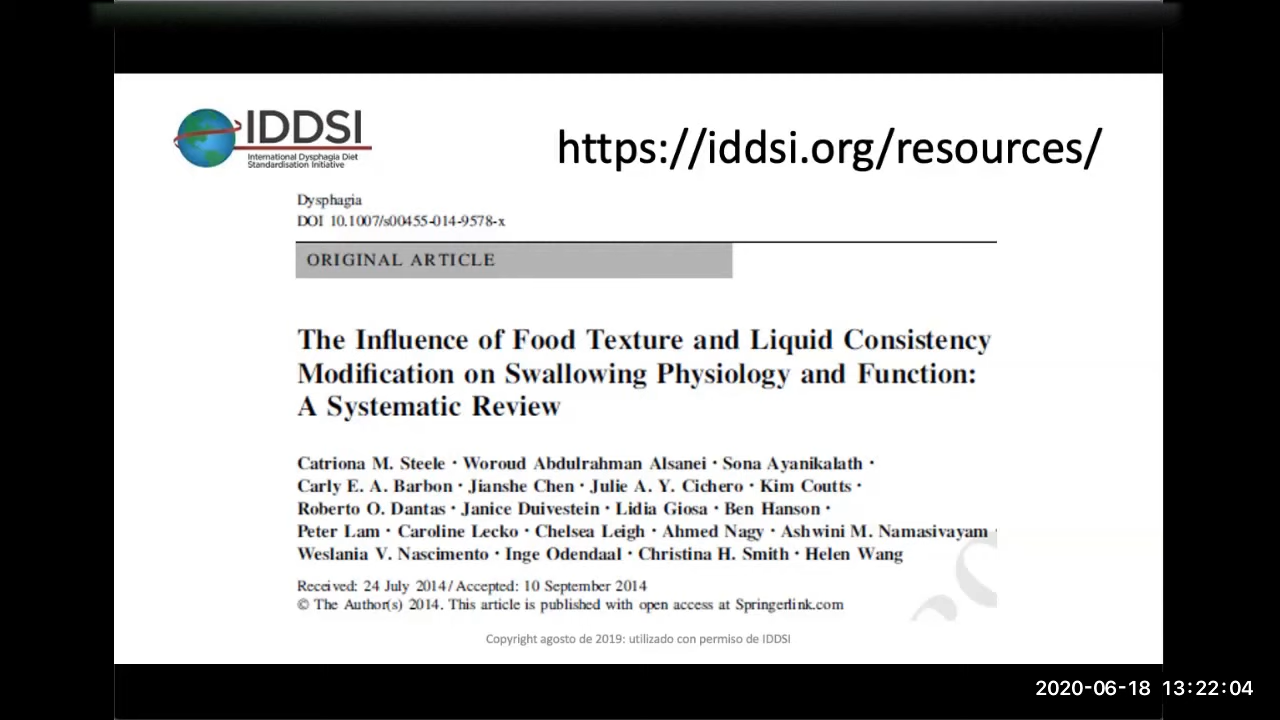 IDDSI
International Dysphagia Diet
Standardisation Initiative
https://iddsi.org/resources/
Dysphagia
DOI 10.1007/s00455-014-9578-x
ORIGINAL ARTICLE
The Influence of Food Texture and Liquid Consistency
Modification on Swallowing Physiology and Function:
A Systematic Review
Catriona M. Steele · Woroud Abdulrahman Alsanei · Sona Ayanikalath ·
Carly E. A. Barbon · Jianshe Chen · Julie A. Y. Cichero · Kim Coutts ·
Roberto O. Dantas · Janice Duivestein · Lidia Giosa · Ben Hanson ·
Peter Lam · Caroline Lecko · Chelsea Leigh · Ahmed Nagy · Ashwini M. Namasivayam ·
Weslania V. Nascimento · Inge Odendaal · Christina H. Smith · Helen Wang
Received: 24 July 2014 / Accepted: 10 September 2014
© The Author(s) 2014. This article is published with open access at Springerlink.com
Copyright agosto de 2019: utilizado con permiso de IDDSI
2020-06-18 13:22:04